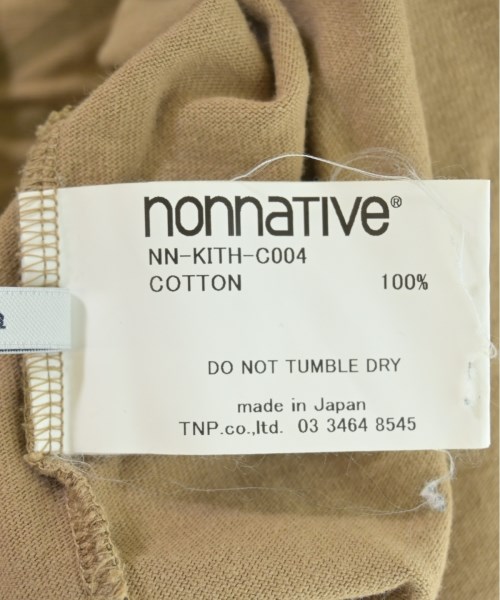 nonnative®
NN-KITH-C004
COTTON 100%
DO NOT TUMBLE DRY
made in Japan
TNP.co.,ltd. 03 3464 8545